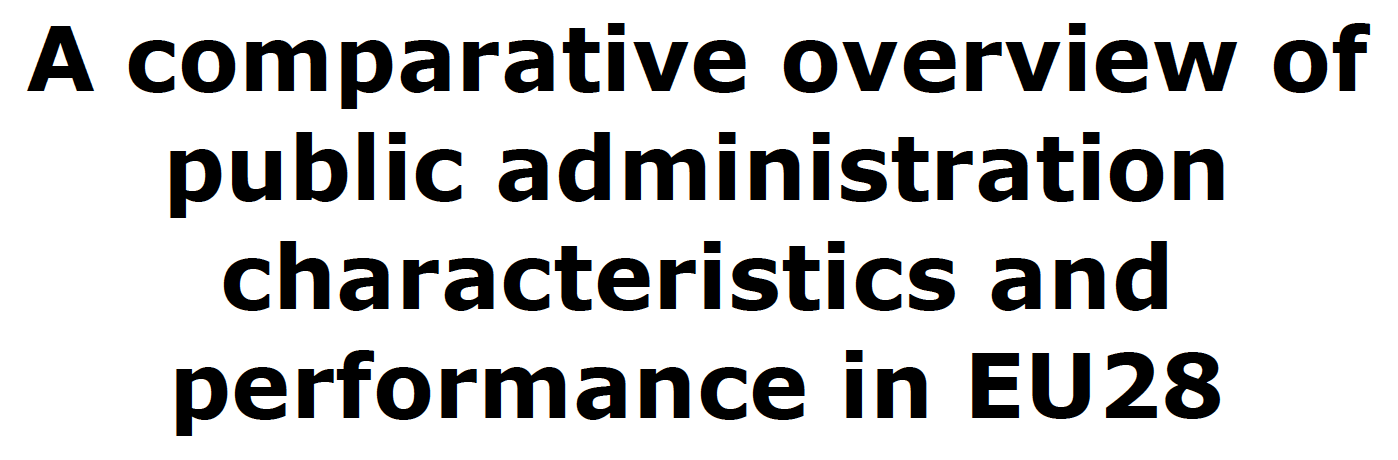 A comparative overview of
public administration
characteristics and
performance in EU28